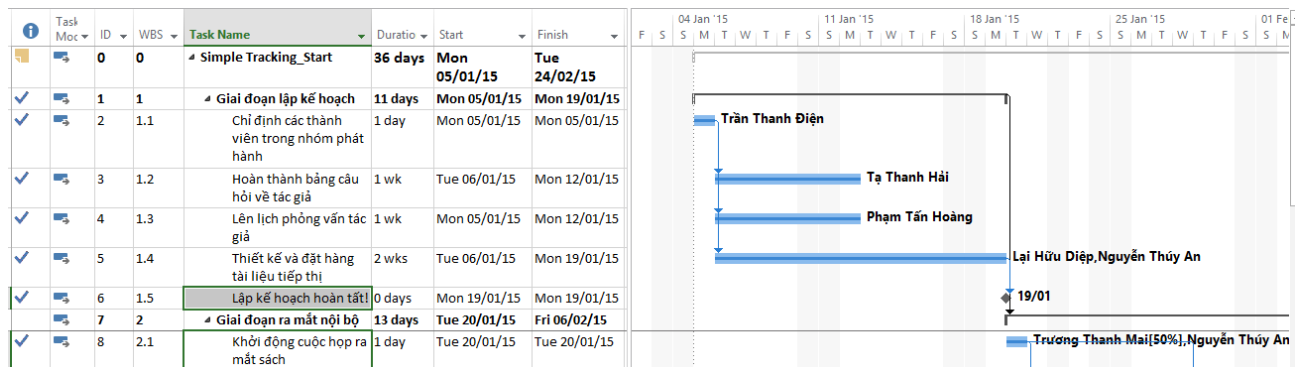 04 Jan '15 11 Jan '15 18 Jan '15 25 Jan '15 01 Fe
Task Moc ID WBS Task Name Duratio Start Finish F S S M T W T F S S M T W T F S S M T W T F S S M T W T F S S M
0 0 Simple Tracking_Start 36 days Mon 05/01/15 Tue 24/02/15
1 1 Giai đoạn lập kế hoạch 11 days Mon 05/01/15 Mon 19/01/15
2 1.1 Chỉ định các thành viên trong nhóm phát hành 1 day Mon 05/01/15 Mon 05/01/15 Trần Thanh Điện
3 1.2 Hoàn thành bảng câu hỏi về tác giả 1 wk Tue 06/01/15 Mon 12/01/15 Tạ Thanh Hải
4 1.3 Lên lịch phỏng vấn tác giả 1 wk Mon 05/01/15 Mon 12/01/15 Phạm Tấn Hoàng
5 1.4 Thiết kế và đặt hàng tài liệu tiếp thị 2 wks Tue 06/01/15 Mon 19/01/15 Lại Hữu Diệp,Nguyễn Thúy An
6 1.5 Lập kế hoạch hoàn tất! 0 days Mon 19/01/15 Mon 19/01/15 19/01
7 2 Giai đoạn ra mắt nội bộ 13 days Tue 20/01/15 Fri 06/02/15
8 2.1 Khởi động cuộc họp ra mắt sách 1 day Tue 20/01/15 Tue 20/01/15 Trương Thanh Mai[50%],Nguyễn Thúy An